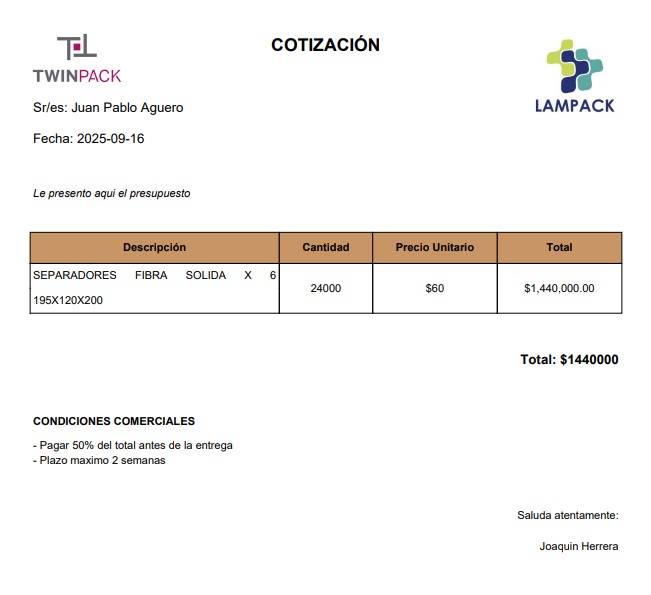 COTIZACIÓN
TWINPACK
LAMPACK
Sr/es: Juan Pablo Aguero
Fecha: 2025-09-16
Le presento aqui el presupuesto
Descripción Cantidad Precio Unitario Total
SEPARADORES FIBRA SOLIDA X 6
195X120X200
24000 $60 $1,440,000.00
Total: $1440000
CONDICIONES COMERCIALES
- Pagar 50% del total antes de la entrega
- Plazo maximo 2 semanas
Saluda atentamente:
Joaquin Herrera